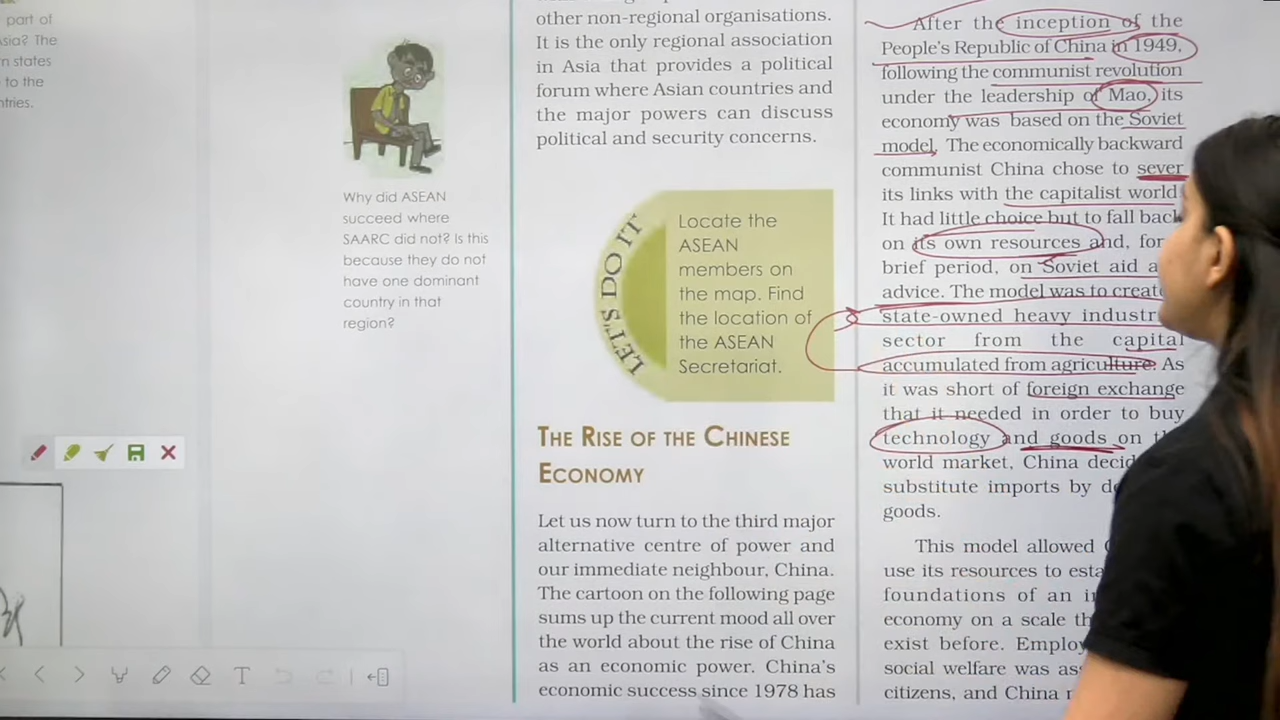 part of
sia? The
n states
to the
tries.
Why did ASEAN
succeed where
SAARC did not? Is this
because they do not
have one dominant
country in that
region?
other non-regional organisations.
It is the only regional association
in Asia that provides a political
forum where Asian countries and
the major powers can discuss
political and security concerns.
LET'S DO IT
Locate the
ASEAN
members on
the map. Find
the location of
the ASEAN
Secretariat.
THE RISE OF THE CHINESE
ECONOMY
Let us now turn to the third major
alternative centre of power and
our immediate neighbour, China.
The cartoon on the following page
sums up the current mood all over
the world about the rise of China
as an economic power. China's
economic success since 1978 has
After the inception of the
People's Republic of China in 1949,
following the communist revolution
under the leadership of Mao, its
economy was based on the Soviet
model. The economically backward
communist China chose to sever
its links with the capitalist world
It had little choice but to fall back
on its own resources and, for
brief period, on Soviet aid a
advice. The model was to create
state-owned heavy industr
sector from the capital
accumulated from agriculture. As
it was short of foreign exchange
that it needed in order to buy
technology and goods on
world market, China decid
substitute imports by d
goods.
This model allowed
use its resources to esta
foundations of an i
economy on a scale th
exist before. Employ
social welfare was as
citizens, and China